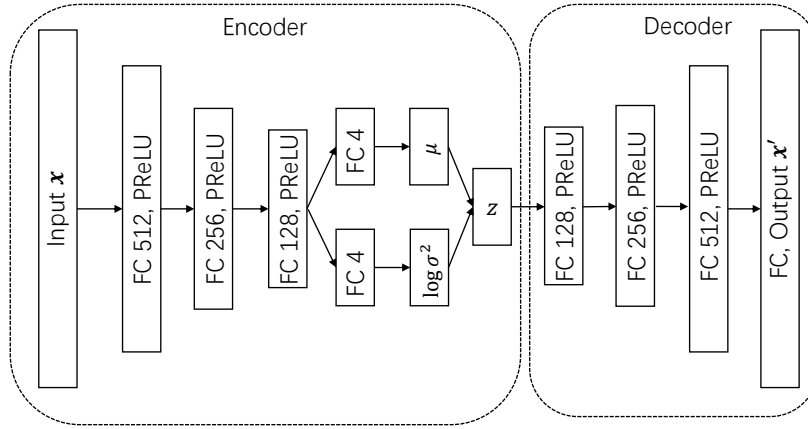 Encoder
Decoder
Input 𝒙
FC 512, PReLU
FC 256, PReLU
FC 128, PReLU
FC 4
μ
FC 4
log σ²
z
FC 128, PReLU
FC 256, PReLU
FC 512, PReLU
FC, Output 𝒙′